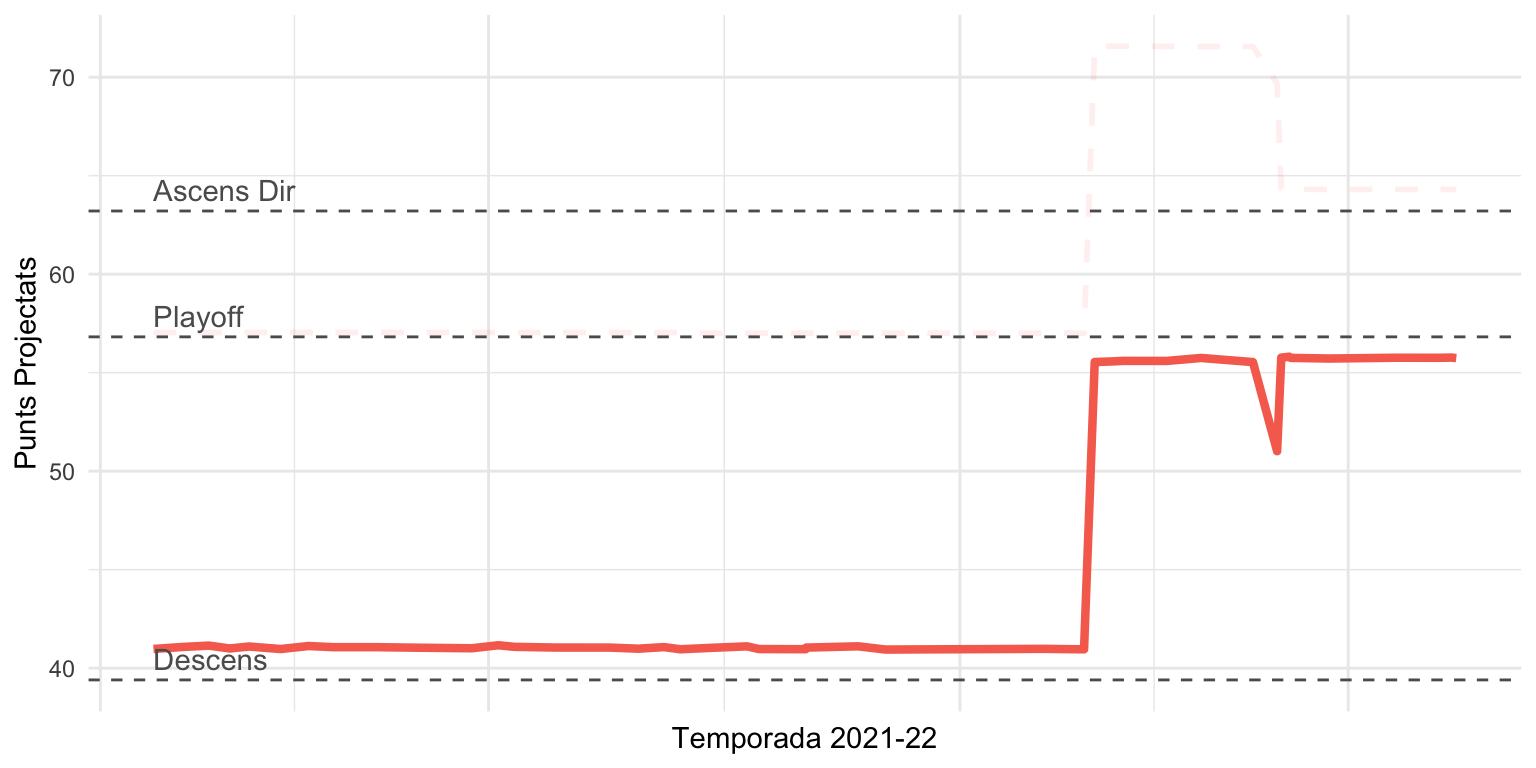 70
Ascens Dir
60
Playoff
Punts Projectats
50
Descens
40
Temporada 2021-22